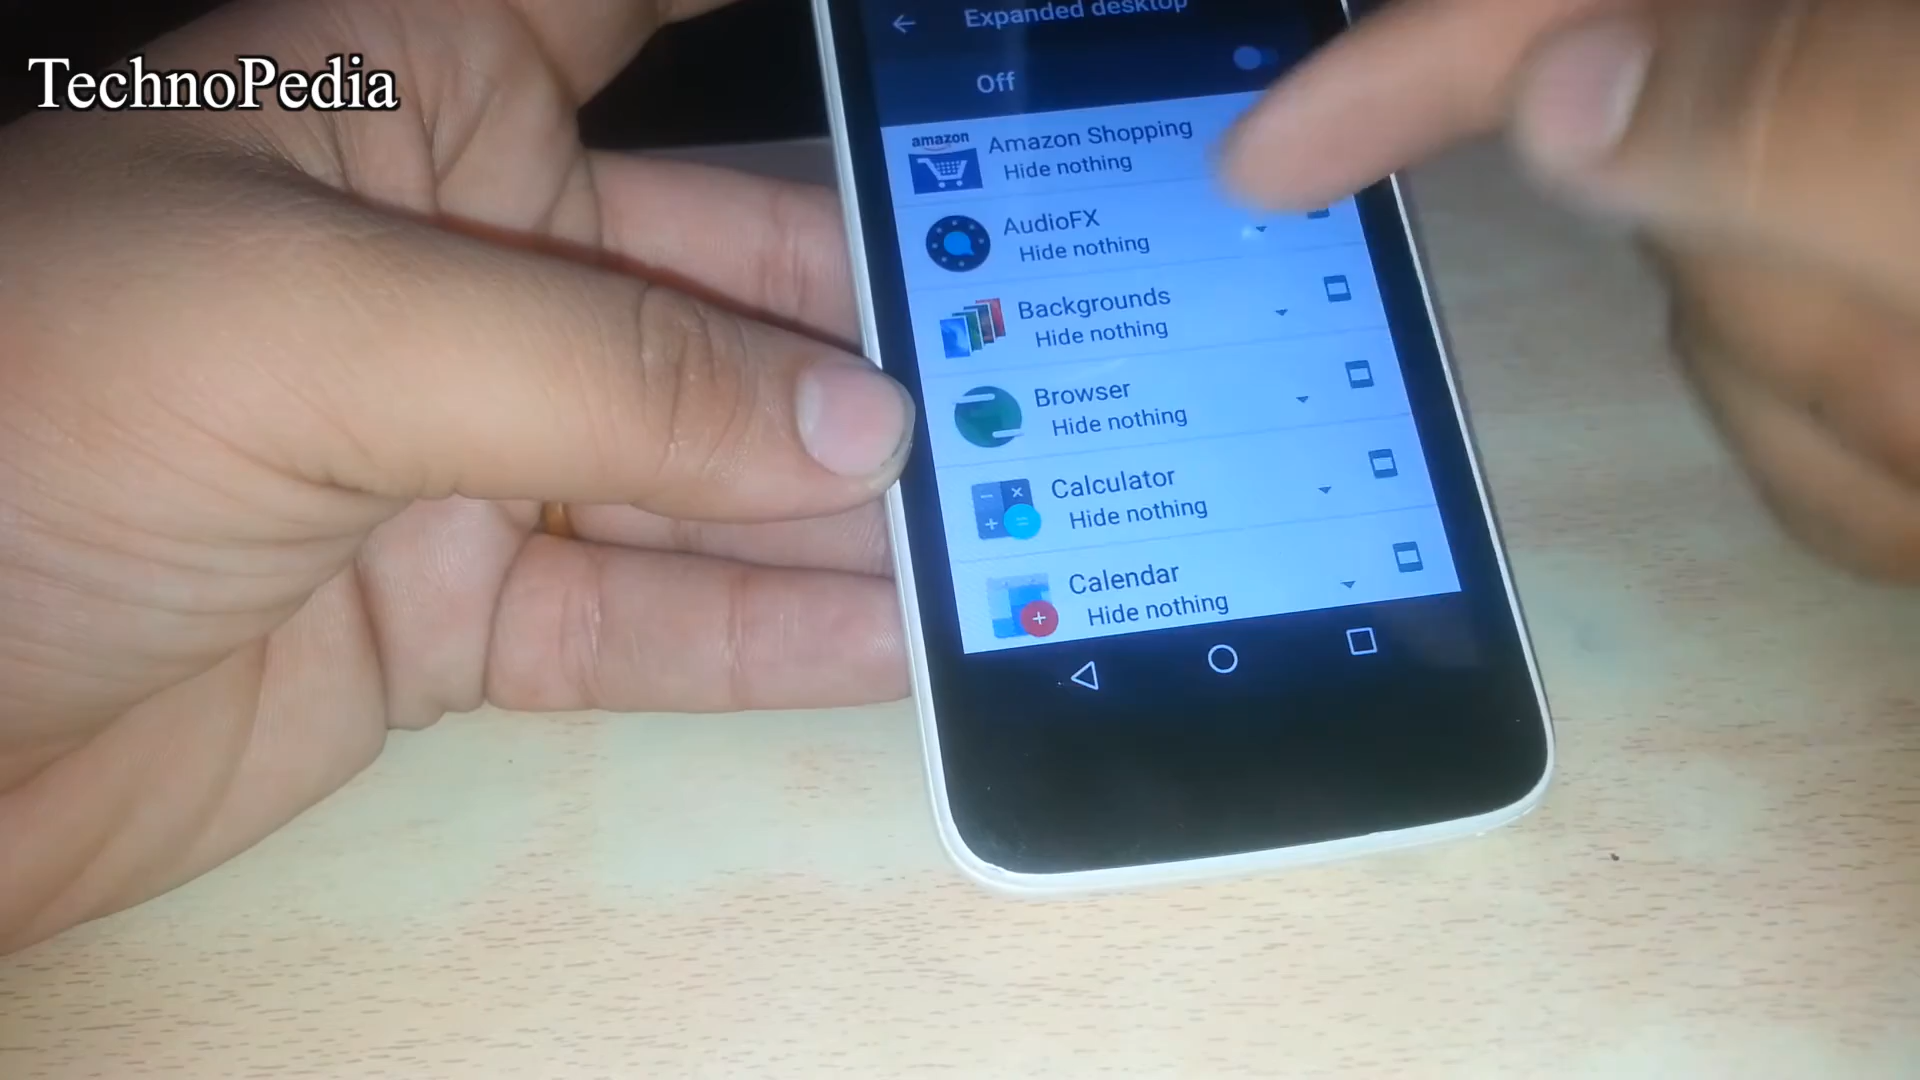 TechnoPedia
Expanded desktop
Off
amazon
Amazon Shopping
Hide nothing
AudioFX
Hide nothing
Backgrounds
Hide nothing
Browser
Hide nothing
Calculator
Hide nothing
Calendar
Hide nothing